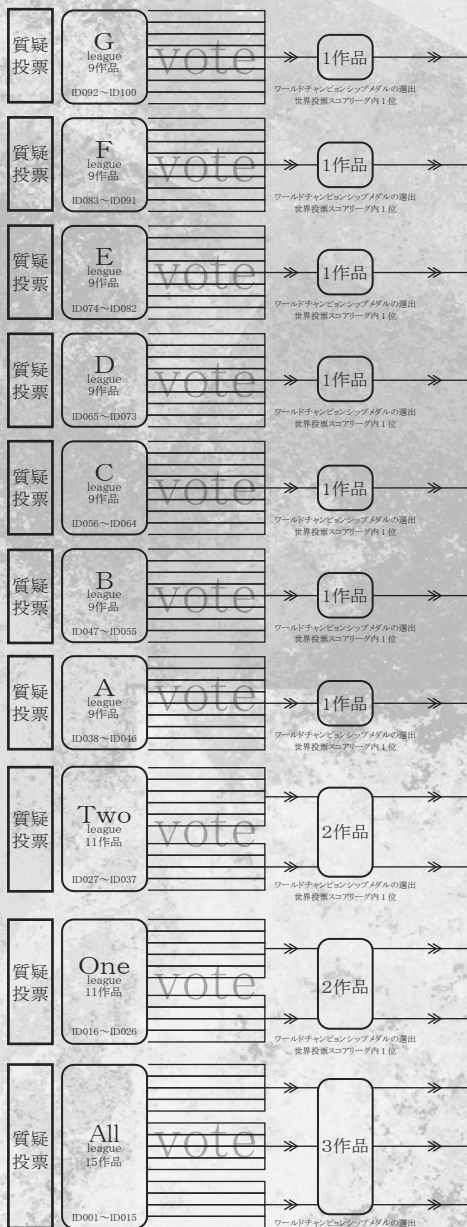 質疑
投票
G
league
9作品
ID092～ID100
vote
1作品
ワールドチャンピョンシップメダルの選出
世界投票スコアリーグ内1位
質疑
投票
F
league
9作品
ID083～ID091
vote
1作品
ワールドチャンピョンシップメダルの選出
世界投票スコアリーグ内1位
質疑
投票
E
league
9作品
ID074～ID082
vote
1作品
ワールドチャンピョンシップメダルの選出
世界投票スコアリーグ内1位
質疑
投票
D
league
9作品
ID065～ID073
vote
1作品
ワールドチャンピョンシップメダルの選出
世界投票スコアリーグ内1位
質疑
投票
C
league
9作品
ID056～ID064
vote
1作品
ワールドチャンピョンシップメダルの選出
世界投票スコアリーグ内1位
質疑
投票
B
league
9作品
ID047～ID055
vote
1作品
ワールドチャンピョンシップメダルの選出
世界投票スコアリーグ内1位
質疑
投票
A
league
9作品
ID038～ID046
vote
1作品
ワールドチャンピョンシップメダルの選出
世界投票スコアリーグ内1位
質疑
投票
Two
league
11作品
ID027～ID037
vote
2作品
ワールドチャンピョンシップメダルの選出
世界投票スコアリーグ内1位
質疑
投票
One
league
11作品
ID016～ID026
vote
2作品
ワールドチャンピョンシップメダルの選出
世界投票スコアリーグ内1位
質疑
投票
All
league
15作品
ID001～ID015
vote
3作品
ワールドチャンピョンシップメダルの選出